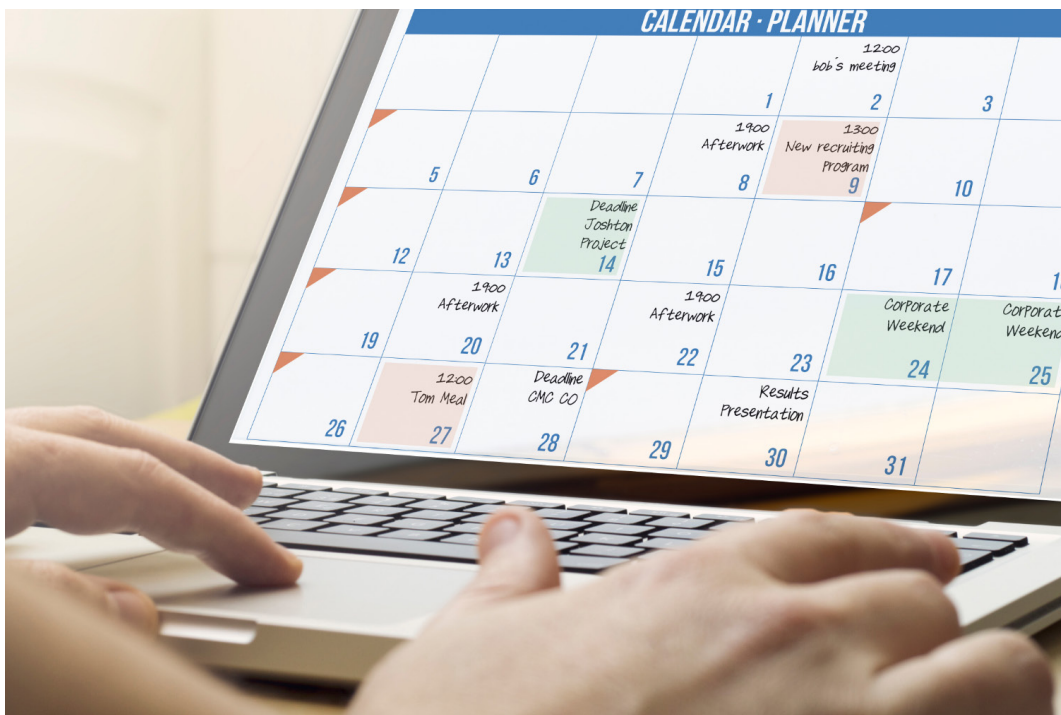 CALENDAR · PLANNER
1
1200
bob's meeting
2
3
5
6
7
1900
Afterwork
8
1300
New recruiting
Program
9
10
12
13
Deadline
Joshton
Project
14
15
16
17
19
1900
Afterwork
20
21
1900
Afterwork
22
23
Corporate
Weekend
24
Corporat
Weekend
25
26
1200
Tom Meal
27
Deadline
CMC CO
28
29
Results
Presentation
30
31